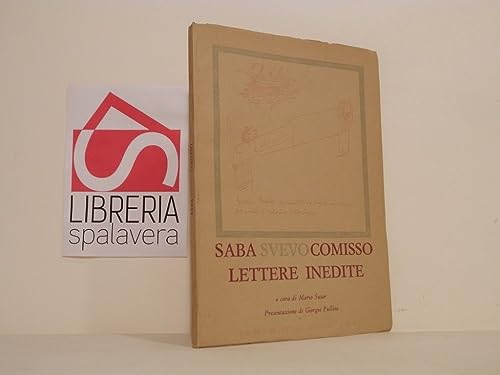 LIBRERIA
spalavera
SABA SVEVO COMISSO
LETTERE INEDITE
a cura di Mario Sutor
Presentazione di Giorgio Pullini